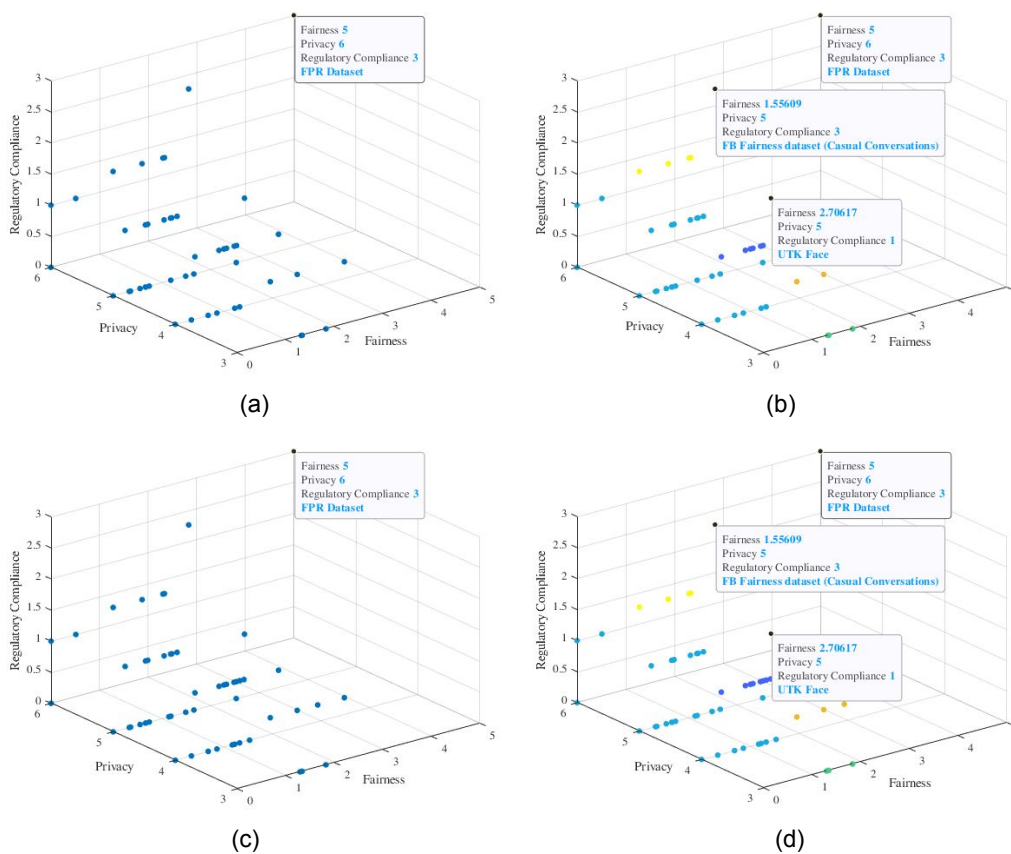 Fairness 5
Privacy 6
Regulatory Compliance 3
FPR Dataset
Regulatory Compliance
3
2.5
2
1.5
1
0.5
0
6
5
4
3
Privacy
0
1
2
3
4
5
Fairness
(a)
Fairness 5
Privacy 6
Regulatory Compliance 3
FPR Dataset
Fairness 1.55609
Privacy 5
Regulatory Compliance 3
FB Fairness dataset (Casual Conversations)
Fairness 2.70617
Privacy 5
Regulatory Compliance 1
UTK Face
Regulatory Compliance
3
2.5
2
1.5
1
0.5
0
6
5
4
3
Privacy
0
1
2
3
4
Fairness
(b)
Fairness 5
Privacy 6
Regulatory Compliance 3
FPR Dataset
Regulatory Compliance
3
2.5
2
1.5
1
0.5
0
6
5
4
3
Privacy
0
1
2
3
4
5
Fairness
(c)
Fairness 5
Privacy 6
Regulatory Compliance 3
FPR Dataset
Fairness 1.55609
Privacy 5
Regulatory Compliance 3
FB Fairness dataset (Casual Conversations)
Fairness 2.70617
Privacy 5
Regulatory Compliance 1
UTK Face
Regulatory Compliance
3
2.5
2
1.5
1
0.5
0
6
5
4
3
Privacy
0
1
2
3
4
Fairness
(d)